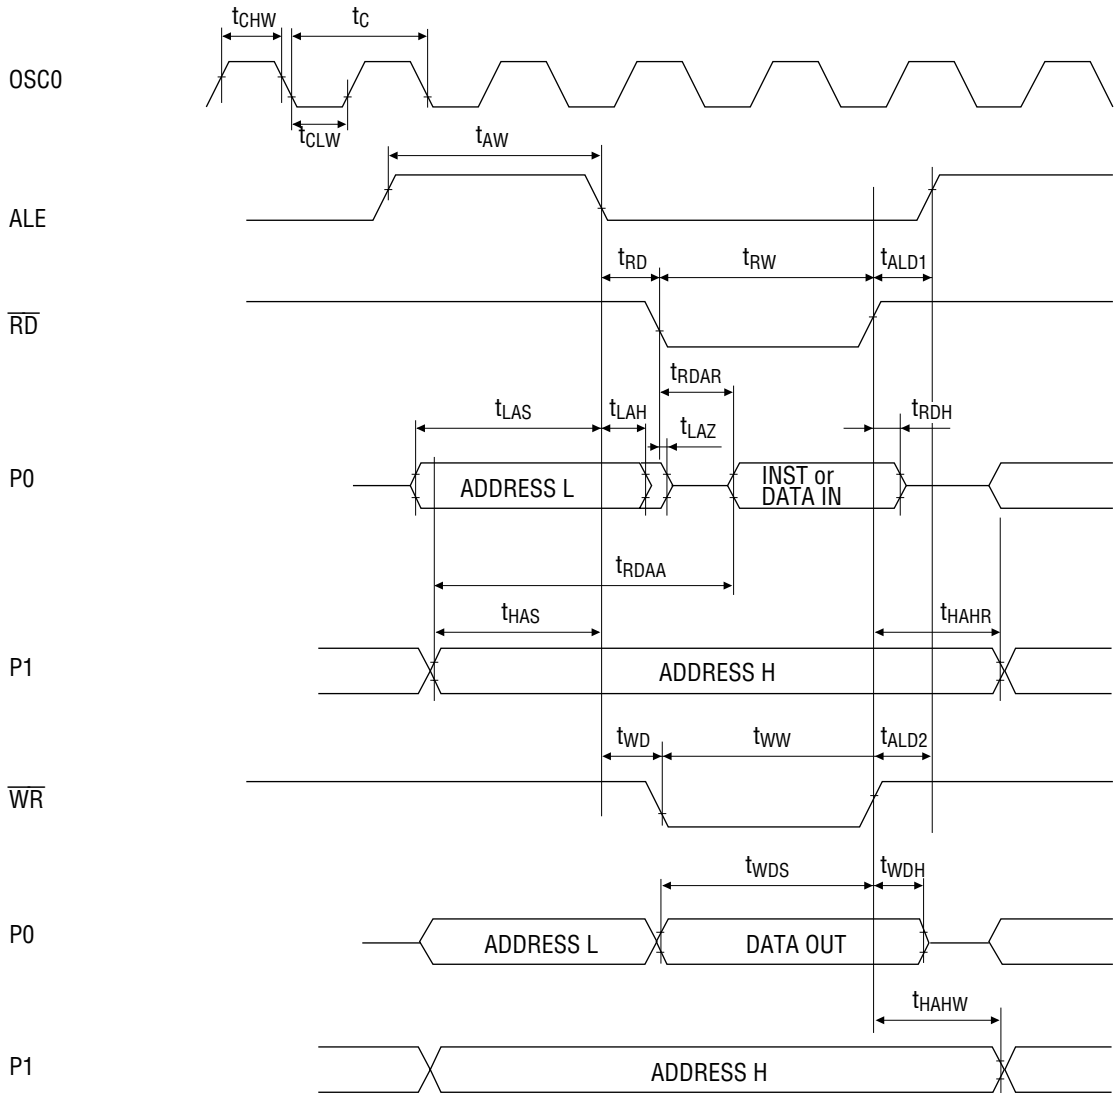 tCHW tC
OSC0
tCLW tAW
ALE
tRD tRW tALD1
RD
tRDAR
tLAS tLAH tLAZ tRDH
P0 ADDRESS L INST or
DATA IN
tRDAA
tHAS tHAHR
P1 ADDRESS H
tWD tWW tALD2
WR
tWDS tWDH
P0 ADDRESS L DATA OUT
tHAHW
P1 ADDRESS H